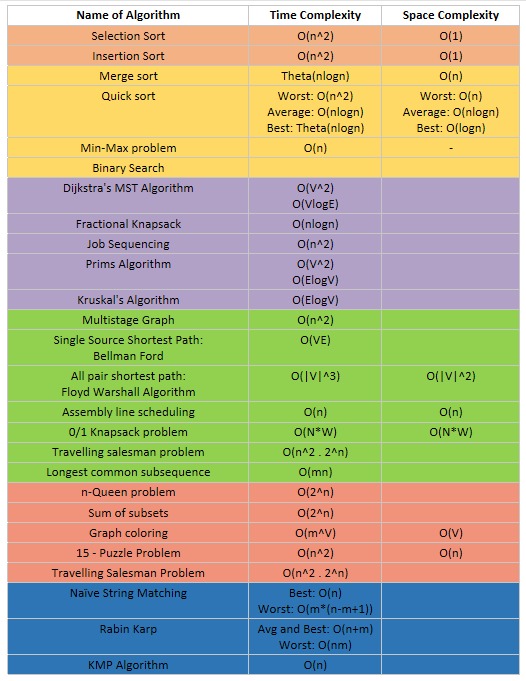 Name of Algorithm Time Complexity Space Complexity
Selection Sort O(n^2) O(1)
Insertion Sort O(n^2) O(1)
Merge sort Theta(nlogn) O(n)
Quick sort Worst: O(n^2) Worst: O(n)
Average: O(nlogn) Average: O(nlogn)
Best: Theta(nlogn) Best: O(logn)
Min-Max problem O(n) -
Binary Search
Dijkstra's MST Algorithm O(V^2)
O(VlogE)
Fractional Knapsack O(nlogn)
Job Sequencing O(n^2)
Prims Algorithm O(V^2)
O(ElogV)
Kruskal's Algorithm O(ElogV)
Multistage Graph O(n^2)
Single Source Shortest Path: O(VE)
Bellman Ford
All pair shortest path: O(|V|^3) O(|V|^2)
Floyd Warshall Algorithm
Assembly line scheduling O(n) O(n)
0/1 Knapsack problem O(N*W) O(N*W)
Travelling salesman problem O(n^2 . 2^n)
Longest common subsequence O(mn)
n-Queen problem O(2^n)
Sum of subsets O(2^n)
Graph coloring O(m^V) O(V)
15 - Puzzle Problem O(n^2) O(n)
Travelling Salesman Problem O(n^2 . 2^n)
Naïve String Matching Best: O(n)
Worst: O(m*(n-m+1))
Rabin Karp Avg and Best: O(n+m)
Worst: O(nm)
KMP Algorithm O(n)